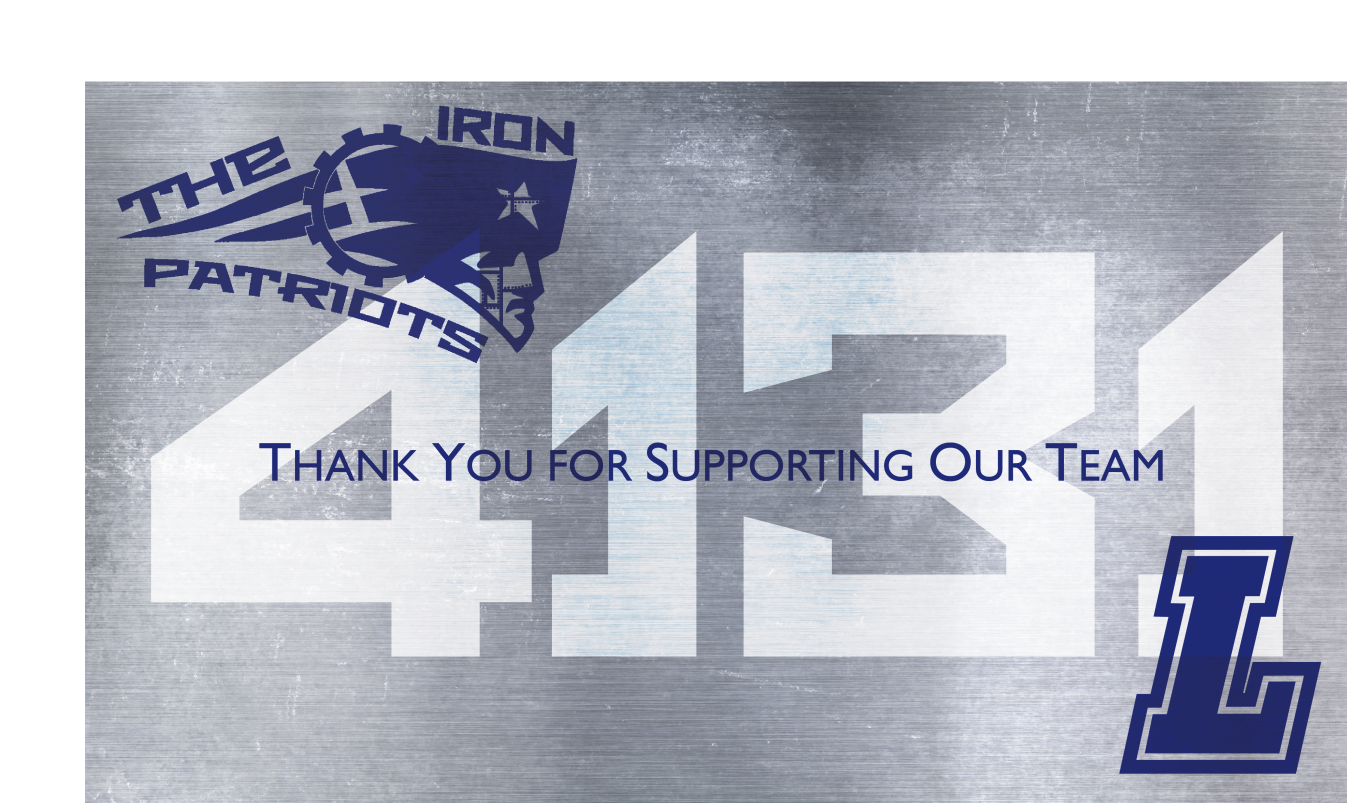 THE IRON
PATRIOTS
4131
THANK YOU FOR SUPPORTING OUR TEAM
L